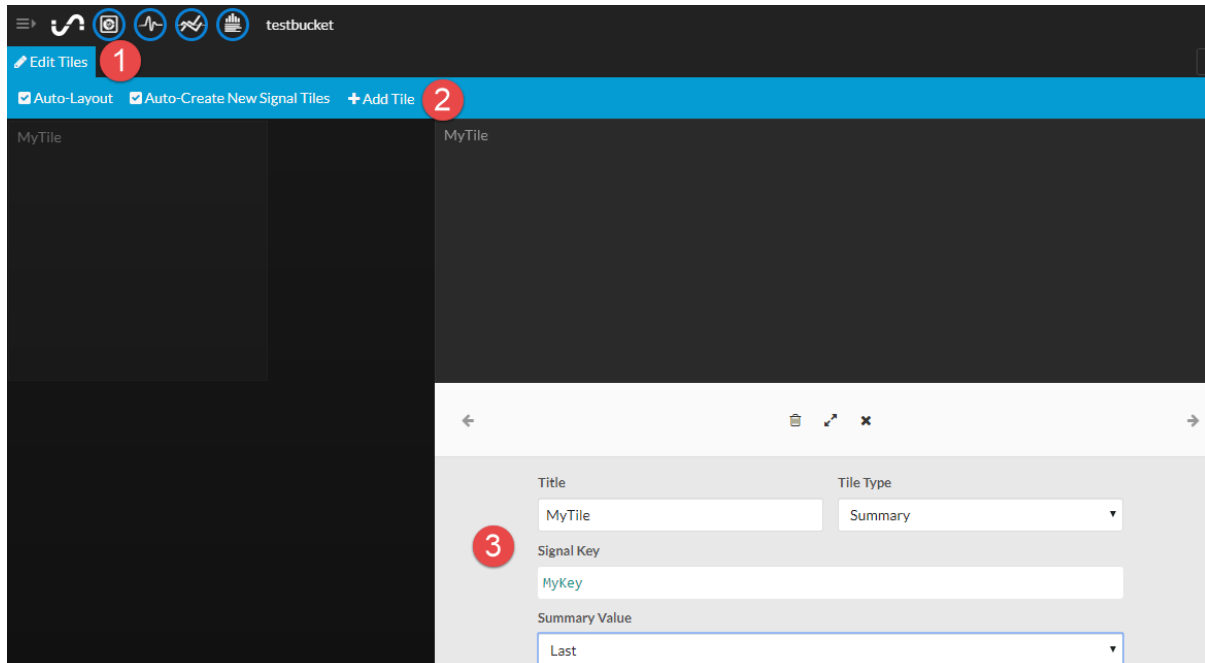 testbucket
Edit Tiles 1
Auto-Layout Auto-Create New Signal Tiles + Add Tile 2
MyTile MyTile
Title Tile Type
MyTile Summary
3
Signal Key
MyKey
Summary Value
Last